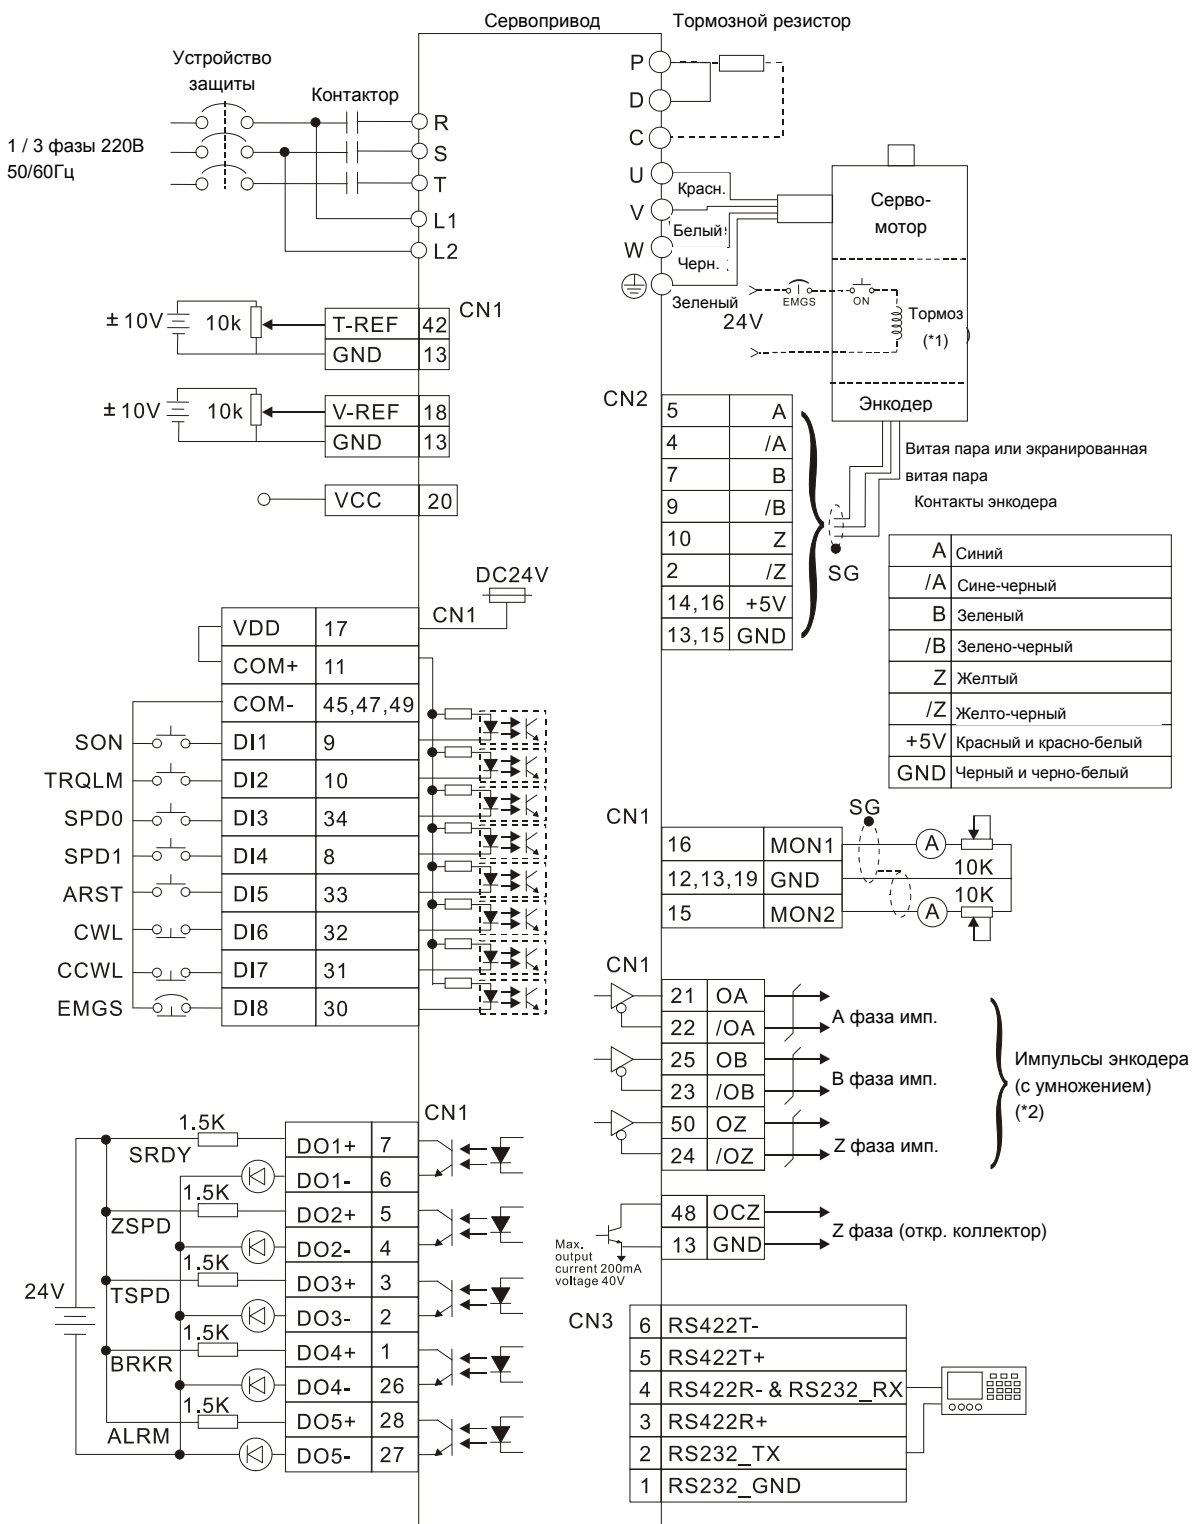 Сервопривод
Тормозной резистор
Устройство
защиты
Контактор
1 / 3 фазы 220В
50/60Гц
R
S
T
L1
L2
P
D
C
U
V
W
Красн.
Белый
Черн.
Зеленый
Серво-
мотор
EMGS
ON
24V
Тормоз
(*1)
Энкодер
± 10V
10k
T-REF 42
GND 13
CN1
± 10V
10k
V-REF 18
GND 13
VCC 20
CN2
5 A
4 /A
7 B
9 /B
10 Z
2 /Z
14,16 +5V
13,15 GND
SG
Витая пара или экранированная
витая пара
Контакты энкодера
A Синий
/A Сине-черный
B Зеленый
/B Зелено-черный
Z Желтый
/Z Желто-черный
+5V Красный и красно-белый
GND Черный и черно-белый
DC24V
CN1
VDD 17
COM+ 11
COM- 45,47,49
SON DI1 9
TRQLM DI2 10
SPD0 DI3 34
SPD1 DI4 8
ARST DI5 33
CWL DI6 32
CCWL DI7 31
EMGS DI8 30
CN1
SG
16 MON1
A
10K
12,13,19 GND
10K
15 MON2
A
CN1
21 OA
22 /OA
А фаза имп.
25 OB
23 /OB
В фаза имп.
50 OZ
24 /OZ
Z фаза имп.
Импульсы энкодера
(с умножением)
(*2)
48 OCZ
13 GND
Z фаза (откр. коллектор)
Max.
output
current 200mA
voltage 40V
CN1
24V
1.5K
SRDY
DO1+ 7
DO1- 6
1.5K
ZSPD
DO2+ 5
DO2- 4
1.5K
TSPD
DO3+ 3
DO3- 2
1.5K
BRKR
DO4+ 1
DO4- 26
1.5K
ALRM
DO5+ 28
DO5- 27
CN3
6 RS422T-
5 RS422T+
4 RS422R- & RS232_RX
3 RS422R+
2 RS232_TX
1 RS232_GND